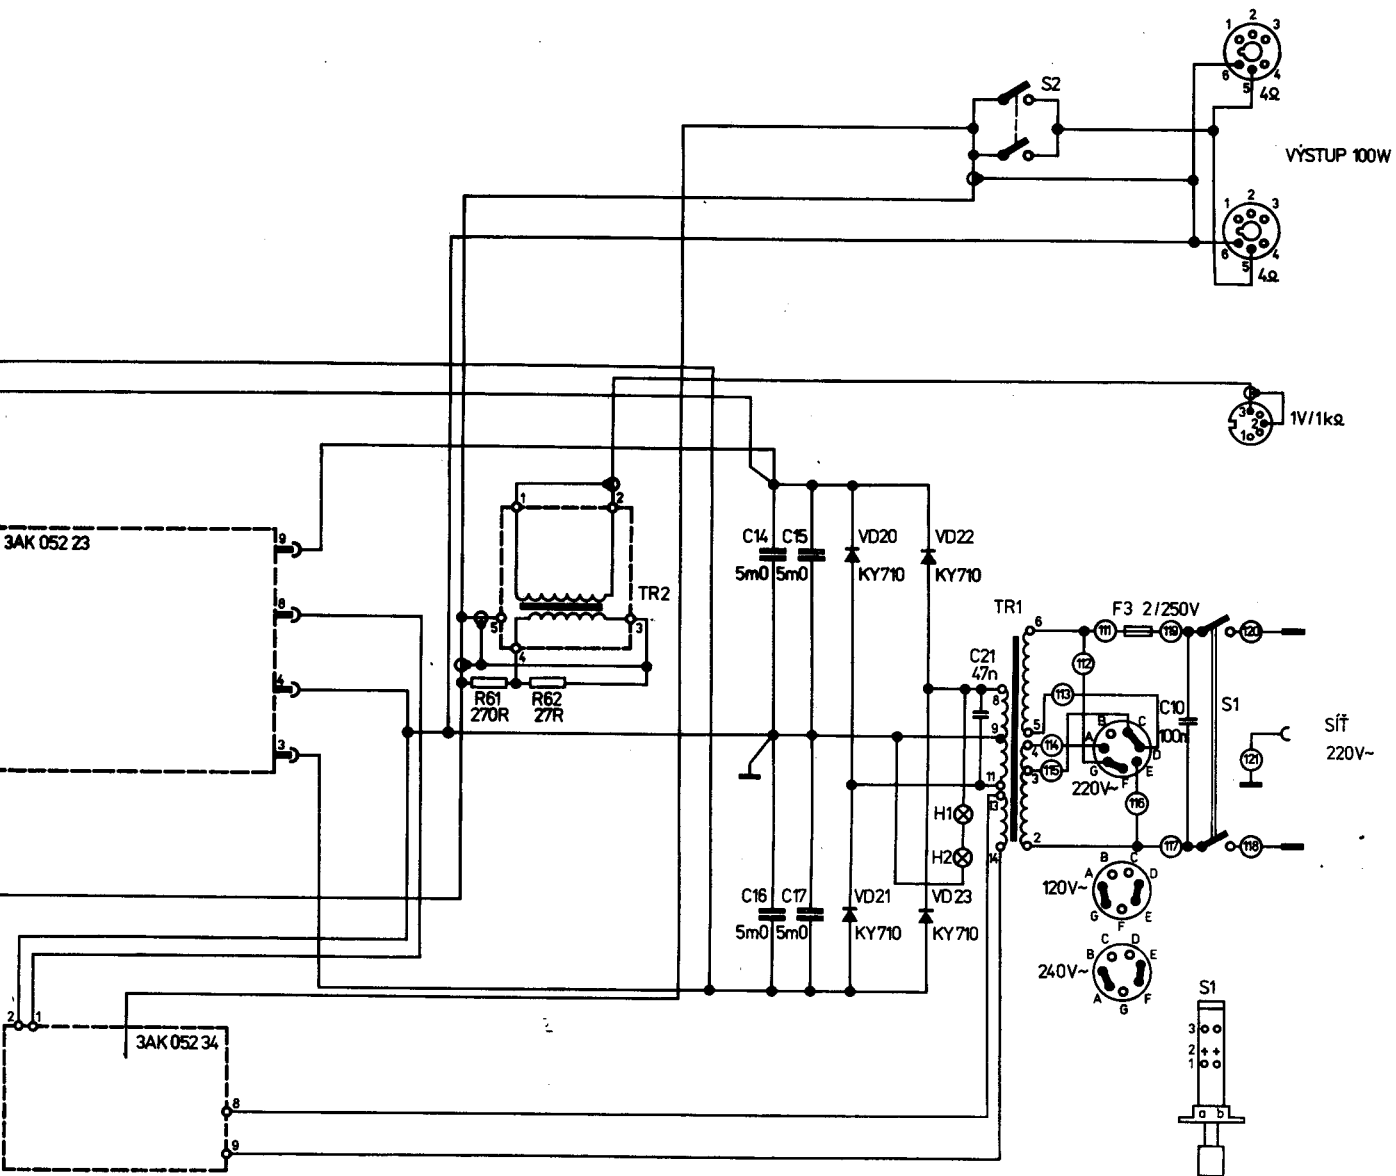 1 2 3
6 5 4
4Ω
S2
VÝSTUP 100W
1 2 3
6 5 4
4Ω
3
2
1
1V/1kΩ
3AK 052 23
9
8
4
3
1 2
TR2
5 4 3
R61
270R
R62
27R
C14
5m0
C15
5m0
VD20
KY710
VD22
KY710
TR1
C21
47n
8
9
11
13
14
6
5
4
3
2
F3 2/250V
111
119
120
112
113
114
115
116
117
118
121
C10
100n
S1
A B C D E F G
220V~
SÍŤ
220V~
H1
H2
C16
5m0
C17
5m0
VD21
KY710
VD23
KY710
120V~
A B C D E F G
240V~
A B C D E F G
2 1
3AK 052 34
8
9
S1
3
2
1
a b